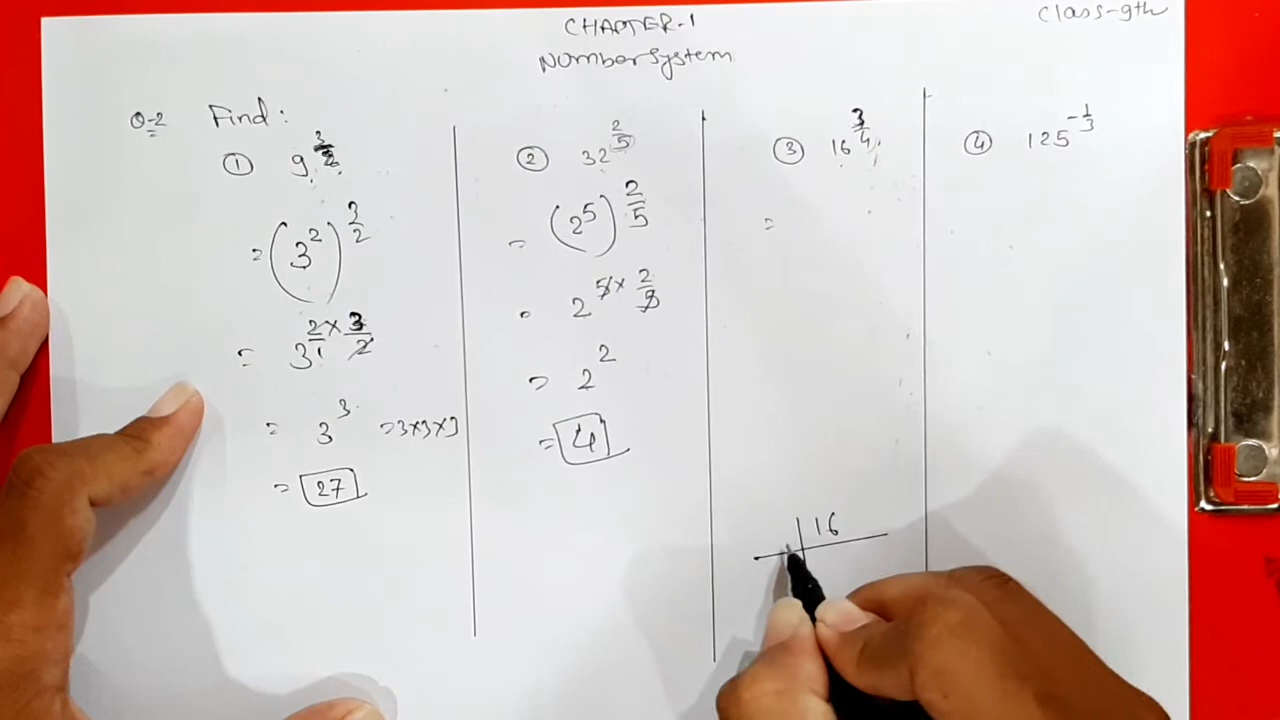 CHAPTER-1
Class-9th
Number System
Q-2 Find:
① 9^(3/2)
= (3^2)^(3/2)
= 3^(2/1 × 3/2)
= 3^3 = 3×3×3
= 27
② 32^(2/5)
= (2^5)^(2/5)
= 2^(5 × 2/5)
= 2^2
= 4
③ 16^(3/4)
=
16
④ 125^(-1/3)